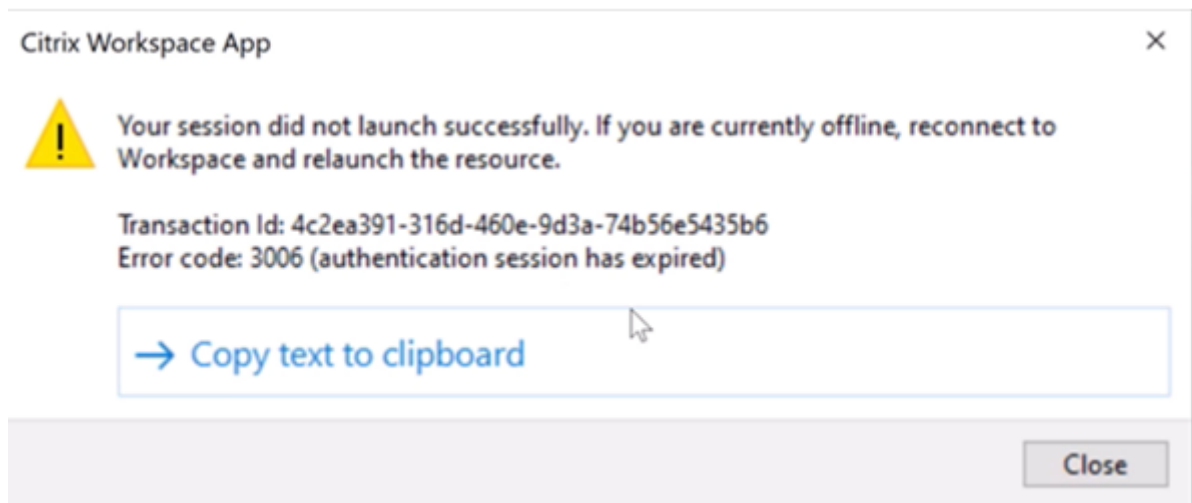 Citrix Workspace App
Your session did not launch successfully. If you are currently offline, reconnect to
Workspace and relaunch the resource.
Transaction Id: 4c2ea391-316d-460e-9d3a-74b56e5435b6
Error code: 3006 (authentication session has expired)
Copy text to clipboard
Close